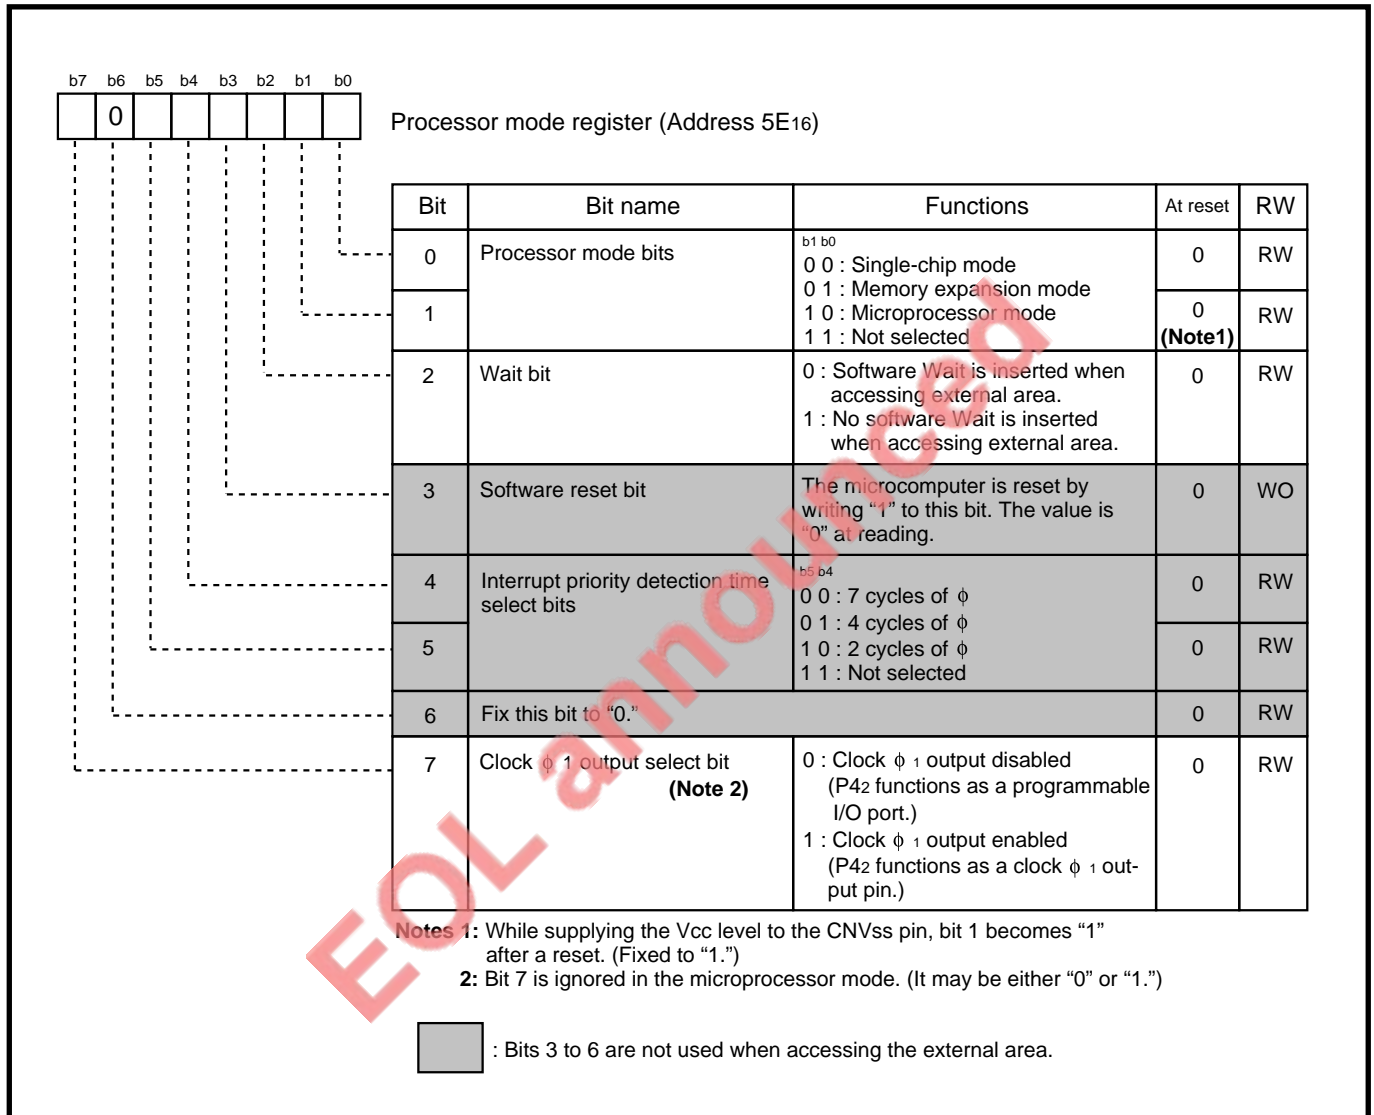 b7 b6 b5 b4 b3 b2 b1 b0
0
Processor mode register (Address 5E16)
Bit Bit name Functions At reset RW
0 Processor mode bits b1 b0 0 RW
0 0 : Single-chip mode
0 1 : Memory expansion mode
1 1 0 : Microprocessor mode 0 RW
1 1 : Not selected (Note1)
2 Wait bit 0 : Software Wait is inserted when 0 RW
accessing external area.
1 : No software Wait is inserted
when accessing external area.
3 Software reset bit The microcomputer is reset by 0 WO
writing “1” to this bit. The value is
“0” at reading.
4 Interrupt priority detection time b5 b4 0 RW
select bits 0 0 : 7 cycles of ϕ
0 1 : 4 cycles of ϕ
5 1 0 : 2 cycles of ϕ 0 RW
1 1 : Not selected
6 Fix this bit to “0.” 0 RW
7 Clock ϕ 1 output select bit 0 : Clock ϕ 1 output disabled 0 RW
(Note 2) (P42 functions as a programmable
I/O port.)
1 : Clock ϕ 1 output enabled
(P42 functions as a clock ϕ 1 out-
put pin.)
Notes 1: While supplying the Vcc level to the CNVss pin, bit 1 becomes “1”
after a reset. (Fixed to “1.”)
2: Bit 7 is ignored in the microprocessor mode. (It may be either “0” or “1.”)
: Bits 3 to 6 are not used when accessing the external area.
EOL announced